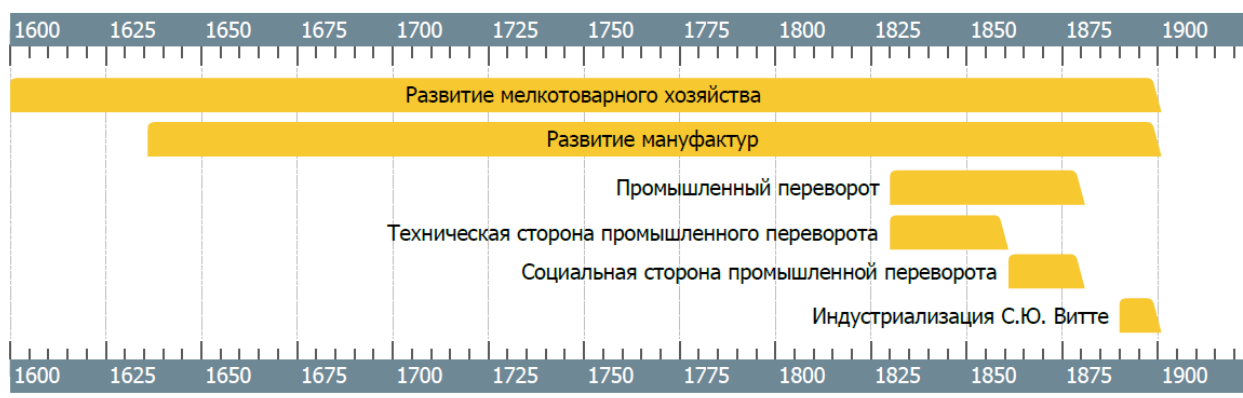 1600 1625 1650 1675 1700 1725 1750 1775 1800 1825 1850 1875 1900
Развитие мелкотоварного хозяйства
Развитие мануфактур
Промышленный переворот
Техническая сторона промышленного переворота
Социальная сторона промышленной переворота
Индустриализация С.Ю. Витте
1600 1625 1650 1675 1700 1725 1750 1775 1800 1825 1850 1875 1900